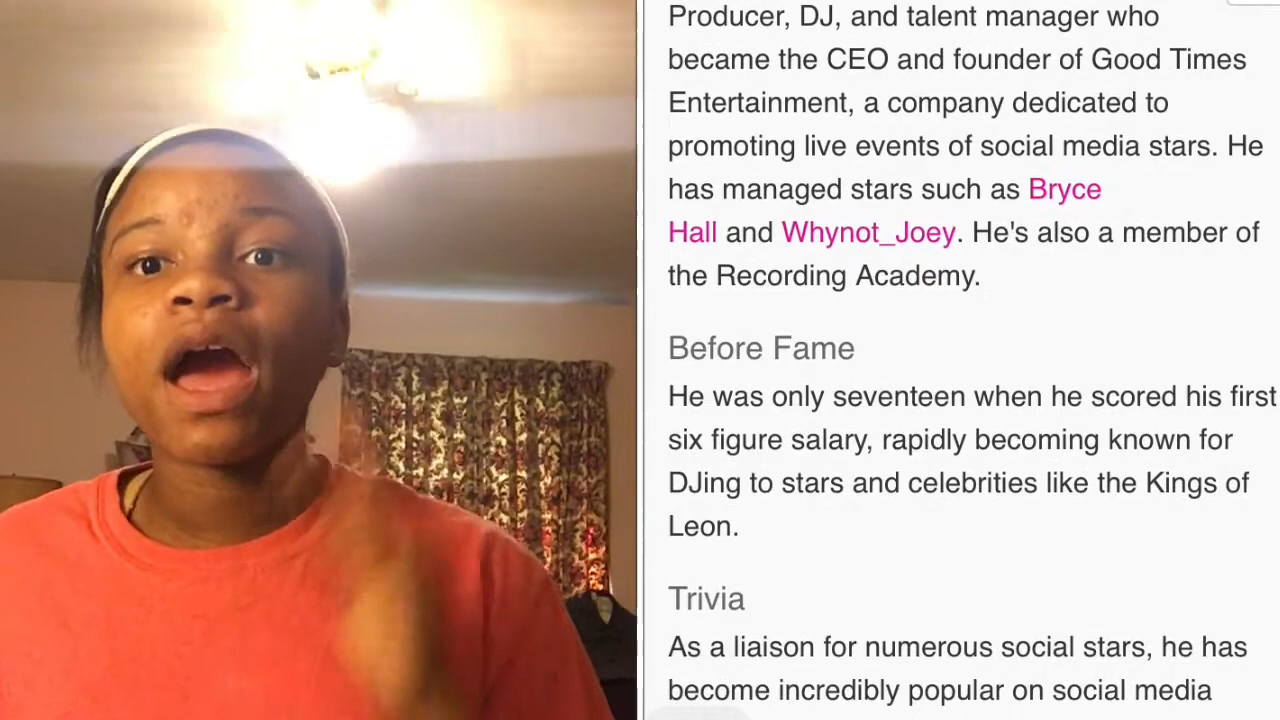 Producer, DJ, and talent manager who
became the CEO and founder of Good Times
Entertainment, a company dedicated to
promoting live events of social media stars. He
has managed stars such as Bryce
Hall and Whynot_Joey. He's also a member of
the Recording Academy.
Before Fame
He was only seventeen when he scored his first
six figure salary, rapidly becoming known for
DJing to stars and celebrities like the Kings of
Leon.
Trivia
As a liaison for numerous social stars, he has
become incredibly popular on social media